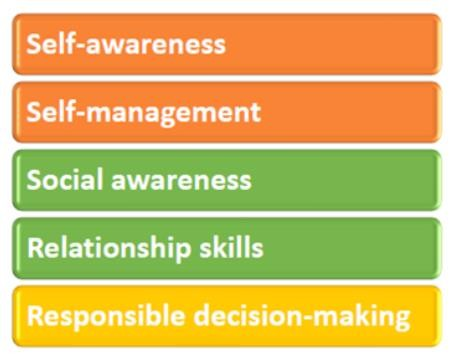 Self-awareness
Self-management
Social awareness
Relationship skills
Responsible decision-making